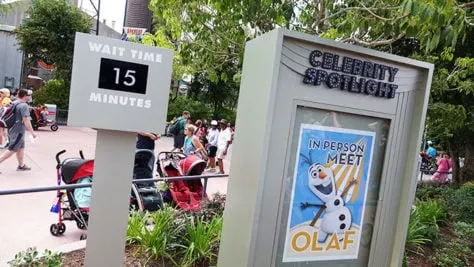 WAIT TIME
15
MINUTES
CELEBRITY
SPOTLIGHT
IN PERSON
MEET
OLAF